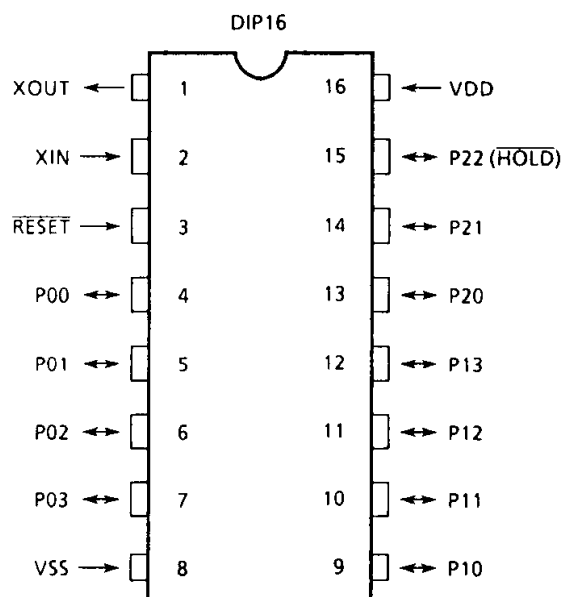 DIP16
XOUT 1 16 VDD
XIN 2 15 P22 (HOLD)
RESET 3 14 P21
P00 4 13 P20
P01 5 12 P13
P02 6 11 P12
P03 7 10 P11
VSS 8 9 P10